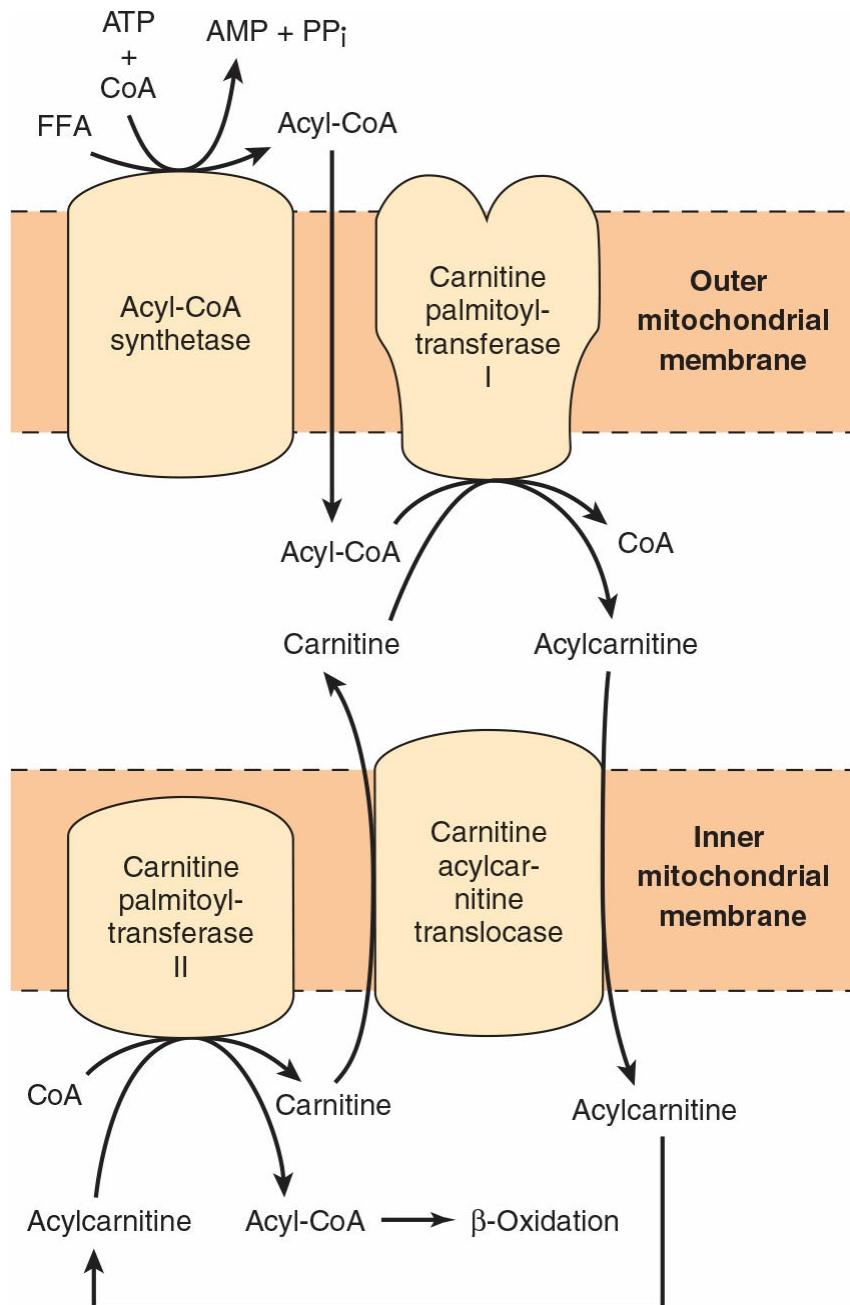 ATP
+
CoA
AMP + PPi
FFA
Acyl-CoA
Acyl-CoA
synthetase
Carnitine
palmitoyl-
transferase
I
Outer
mitochondrial
membrane
Acyl-CoA
CoA
Carnitine
Acylcarnitine
Carnitine
palmitoyl-
transferase
II
Carnitine
acylcar-
nitine
translocase
Inner
mitochondrial
membrane
CoA
Carnitine
Acylcarnitine
Acylcarnitine
Acyl-CoA
β-Oxidation